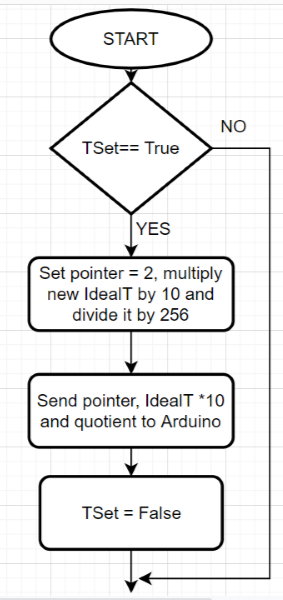 START
NO
TSet== True
YES
Set pointer = 2, multiply
new IdealT by 10 and
divide it by 256
Send pointer, IdealT *10
and quotient to Arduino
TSet = False